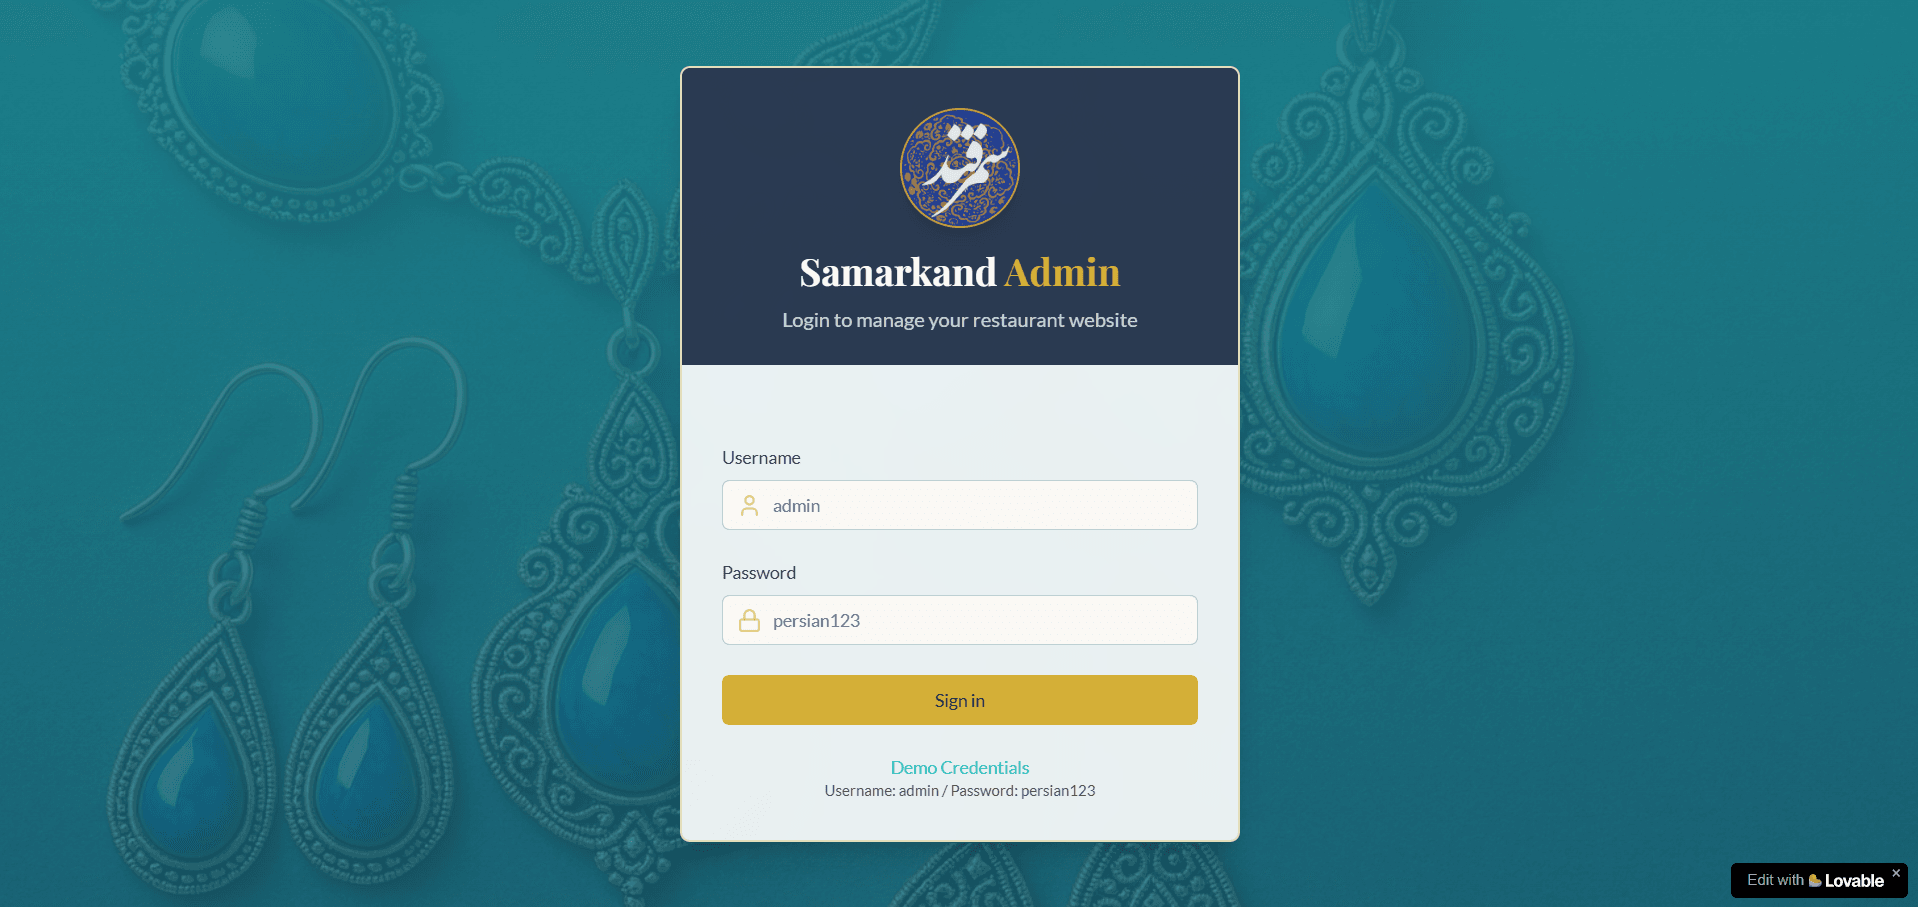 سمرقند
Samarkand Admin
Login to manage your restaurant website
Username
admin
Password
persian123
Sign in
Demo Credentials
Username: admin / Password: persian123
Edit with Lovable ×